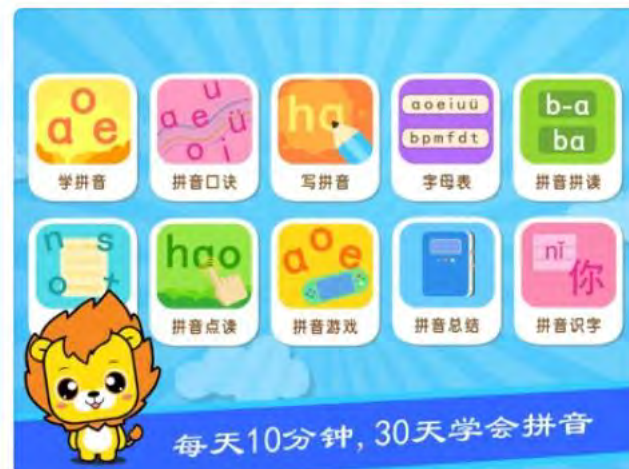 a o e
a e u ü o i
ha
aoeiuü
bpmfdt
b-a
ba
学拼音
拼音口诀
写拼音
字母表
拼音拼读
n s
o t
hao
a o e
nǐ
你
拼音点读
拼音游戏
拼音总结
拼音识字
每天10分钟,30天学会拼音